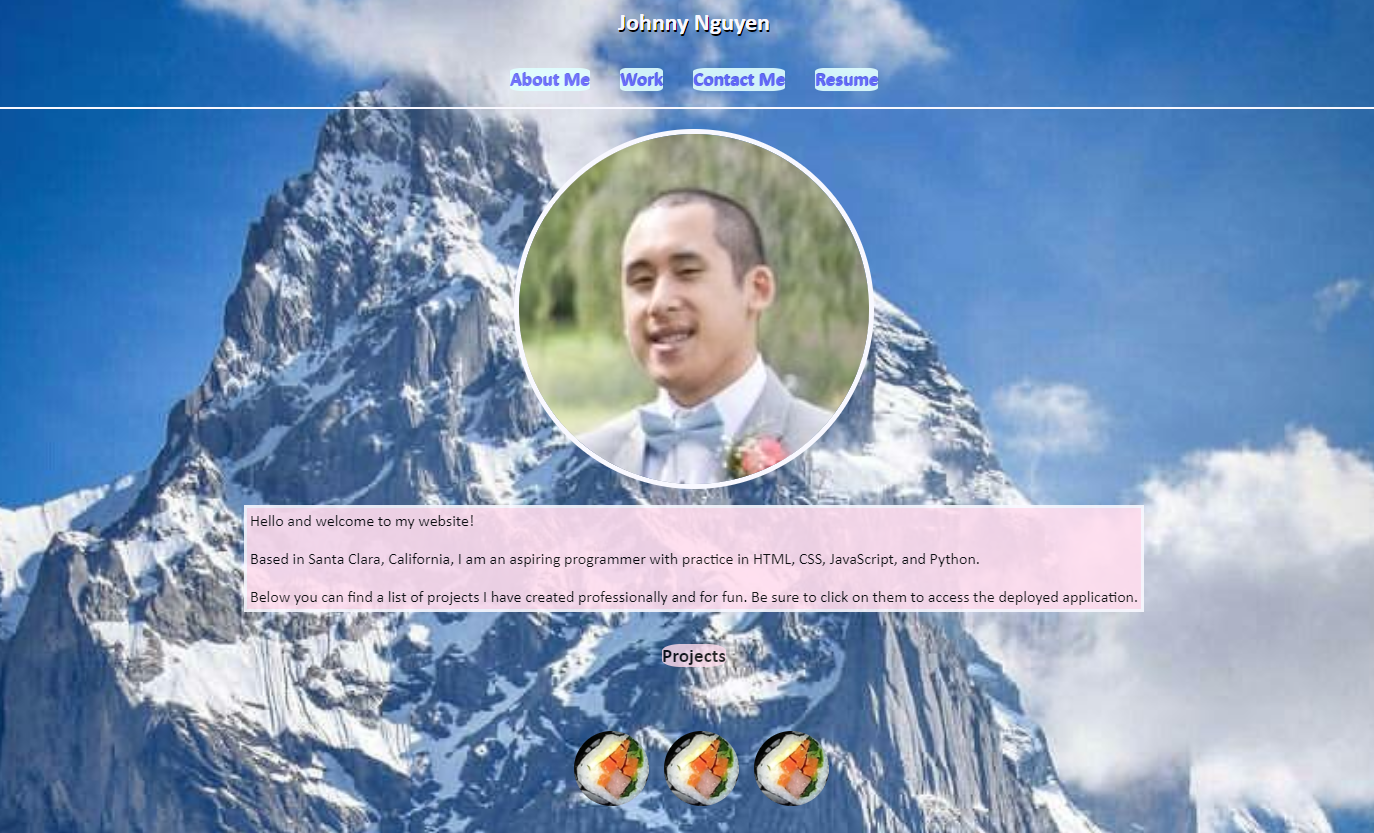 Johnny Nguyen
About Me Work Contact Me Resume
Hello and welcome to my website!
Based in Santa Clara, California, I am an aspiring programmer with practice in HTML, CSS, JavaScript, and Python.
Below you can find a list of projects I have created professionally and for fun. Be sure to click on them to access the deployed application.
Projects